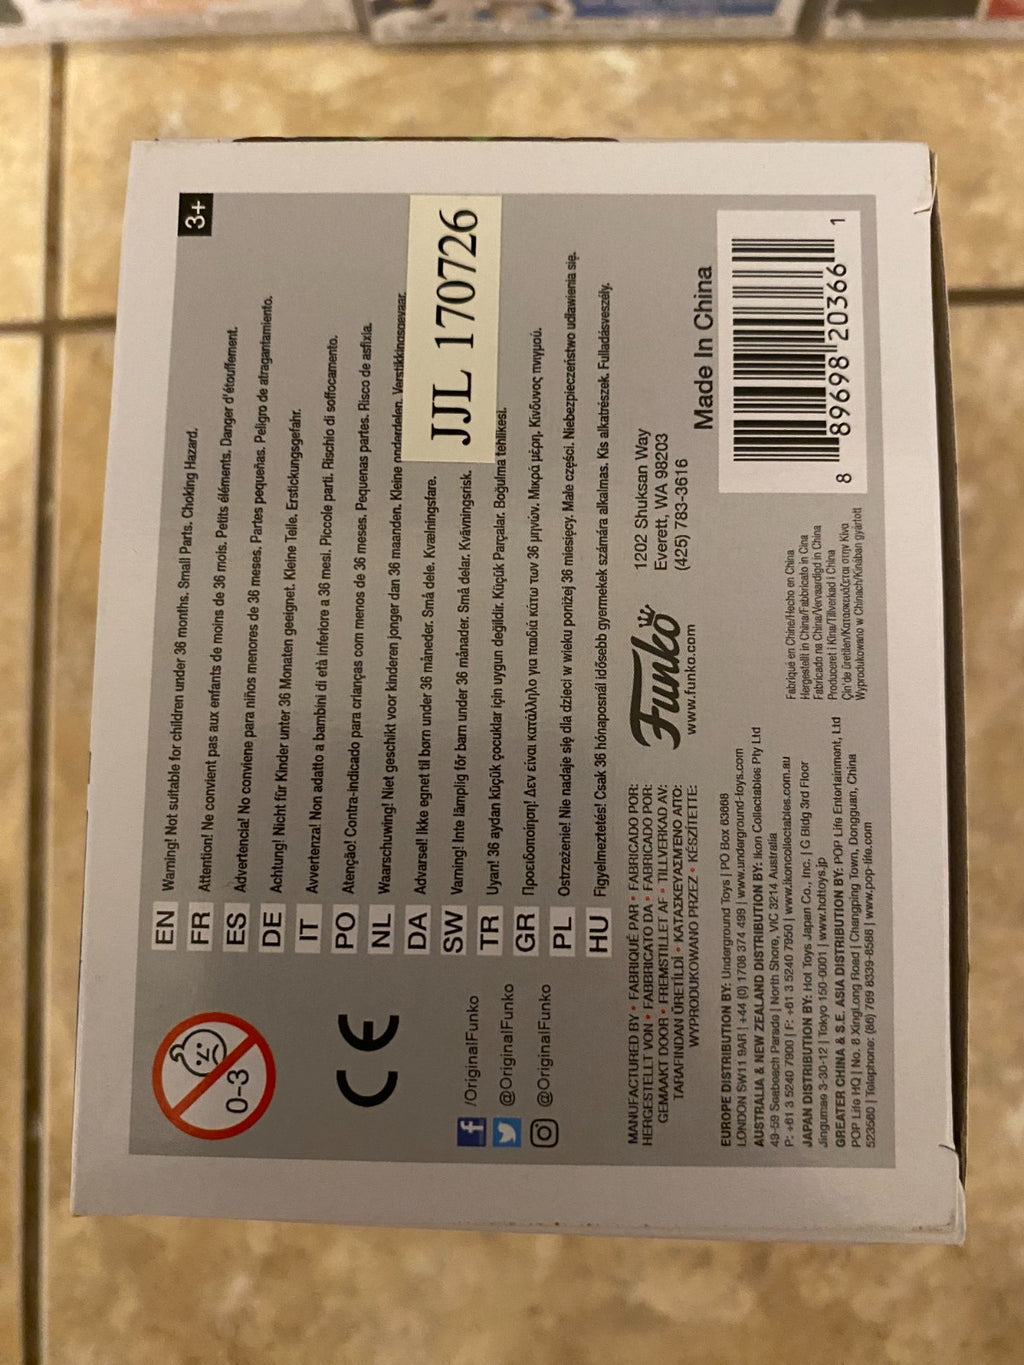 3+
0-3
EN Warning! Not suitable for children under 36 months. Small Parts. Choking Hazard.
FR Attention! Ne convient pas aux enfants de moins de 36 mois. Petits éléments. Danger d'étouffement.
ES Advertencia! No conviene para niños menores de 36 meses. Partes pequeñas. Peligro de atragantamiento.
DE Achtung! Nicht für Kinder unter 36 Monaten geeignet. Kleine Teile. Erstickungsgefahr.
IT Avvertenza! Non adatto a bambini di età inferiore a 36 mesi. Piccole parti. Rischio di soffocamento.
PO Atenção! Contra-indicado para crianças com menos de 36 meses. Pequenas partes. Risco de asfixia.
NL Waarschuwing! Niet geschikt voor kinderen jonger dan 36 maanden. Kleine onderdelen. Verstikkingsgevaar.
DA Advarsel! Ikke egnet til børn under 36 måneder. Små dele. Kvælningsfare.
SW Varning! Inte lämplig för barn under 36 månader. Små delar. Kvävningsrisk.
TR Uyarı! 36 aydan küçük çocuklar için uygun değildir. Küçük Parçalar. Boğulma tehlikesi.
GR Προειδοποίηση! Δεν είναι κατάλληλο για παιδιά κάτω των 36 μηνών. Μικρά μέρη. Κίνδυνος πνιγμού.
PL Ostrzeżenie! Nie nadaje się dla dzieci w wieku poniżej 36 miesięcy. Małe części. Niebezpieczeństwo udławienia się.
HU Figyelmeztetés! Csak 36 hónaposnál idősebb gyermekek számára alkalmas. Kis alkatrészek. Fulladásveszély.
JJL 170726
CE
/OriginalFunko
@OriginalFunko
@OriginalFunko
MANUFACTURED BY • FABRIQUÉ PAR • FABRICADO POR:
HERGESTELLT VON • FABBRICATO DA • FABRICADO POR:
GEMAAKT DOOR • FREMSTILLET AF • TILLVERKAD AV:
TARAFINDAN ÜRETİLDİ • ΚΑΤΑΣΚΕΥΑΣΜΕΝΟ ΑΠΟ:
WYPRODUKOWANO PRZEZ • KÉSZÍTETTE:
Funko
www.funko.com
1202 Shuksan Way
Everett, WA 98203
(425) 783-3616
Made In China
EUROPE DISTRIBUTION BY: Underground Toys | PO Box 63668
LONDON SW11 9AR | +44 (0) 1708 374 499 | www.underground-toys.com
AUSTRALIA & NEW ZEALAND DISTRIBUTION BY: Ikon Collectables Pty Ltd
49-59 Seabeach Parade | North Shore, VIC 3214 Australia
P: +61 3 5240 7900 | F: +61 3 5240 7950 | www.ikoncollectables.com.au
JAPAN DISTRIBUTION BY: Hot Toys Japan Co., Inc. | G Bldg 3rd Floor
Jingumae 3-30-12 | Tokyo 150-0001 | www.hottoys.jp
GREATER CHINA & S.E. ASIA DISTRIBUTION BY: POP Life Entertainment, Ltd
POP Life HQ | No. 8 XingLong Road | Changping Town, Dongguan, China
523560 | Telephone: (86) 769 8339-8588 | www.pop-life.com
Fabriqué en Chine/Hecho en China
Hergestellt in China/Fabbricato in Cina
Fabricado na China/Vervaardigd in China
Produceret i Kina/Tillverkad i China
Çin'de üretilen/Κατασκευάζεται στην Κίνα
Wyprodukowano w Chinach/Kínában gyártott
8 89698 20366 1